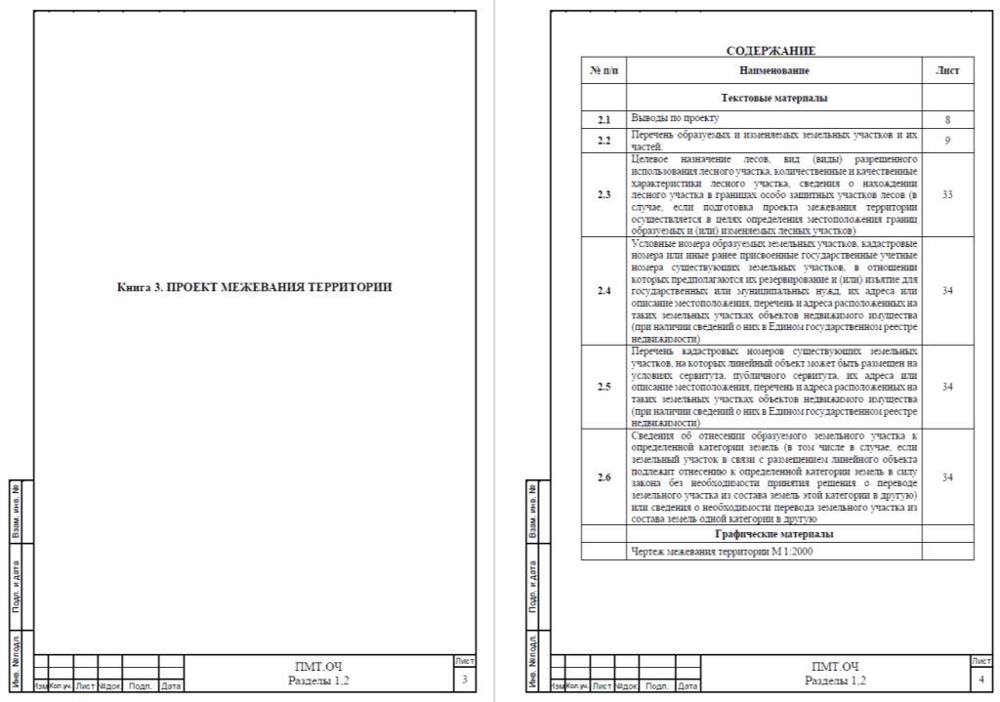 Книга 3. ПРОЕКТ МЕЖЕВАНИЯ ТЕРРИТОРИИ
Взам. инв. №
Подп. и дата
Инв. №подл.
Изм Кол.уч. Лист №док Подп. Дата
ПМТ.ОЧ
Разделы 1,2
Лист
3
СОДЕРЖАНИЕ
№ п/п Наименование Лист
Текстовые материалы
2.1 Выводы по проекту 8
2.2 Перечень образуемых и изменяемых земельных участков и их
частей. 9
2.3 Целевое назначение лесов, вид (виды) разрешенного
использования лесного участка, количественные и качественные
характеристики лесного участка, сведения о нахождении
лесного участка в границах особо защитных участков лесов (в
случае, если подготовка проекта межевания территории
осуществляется в целях определения местоположения границ
образуемых и (или) изменяемых лесных участков) 33
2.4 Условные номера образуемых земельных участков, кадастровые
номера или иные ранее присвоенные государственные учетные
номера существующих земельных участков, в отношении
которых предполагаются их резервирование и (или) изъятие для
государственных или муниципальных нужд, их адреса или
описание местоположения, перечень и адреса расположенных на
таких земельных участках объектов недвижимого имущества
(при наличии сведений о них в Едином государственном реестре
недвижимости) 34
2.5 Перечень кадастровых номеров существующих земельных
участков, на которых линейный объект может быть размещен на
условиях сервитута, публичного сервитута, их адреса или
описание местоположения, перечень и адреса расположенных на
таких земельных участках объектов недвижимого имущества
(при наличии сведений о них в Едином государственном реестре
недвижимости) 34
2.6 Сведения об отнесении образуемого земельного участка к
определенной категории земель (в том числе в случае, если
земельный участок в связи с размещением линейного объекта
подлежит отнесению к определенной категории земель в силу
закона без необходимости принятия решения о переводе
земельного участка из состава земель этой категории в другую)
или сведения о необходимости перевода земельного участка из
состава земель одной категории в другую 34
Графические материалы
Чертеж межевания территории М 1:2000
Взам. инв. №
Подп. и дата
Инв. №подл.
Изм Кол.уч. Лист №док Подп. Дата
ПМТ.ОЧ
Разделы 1,2
Лист
4